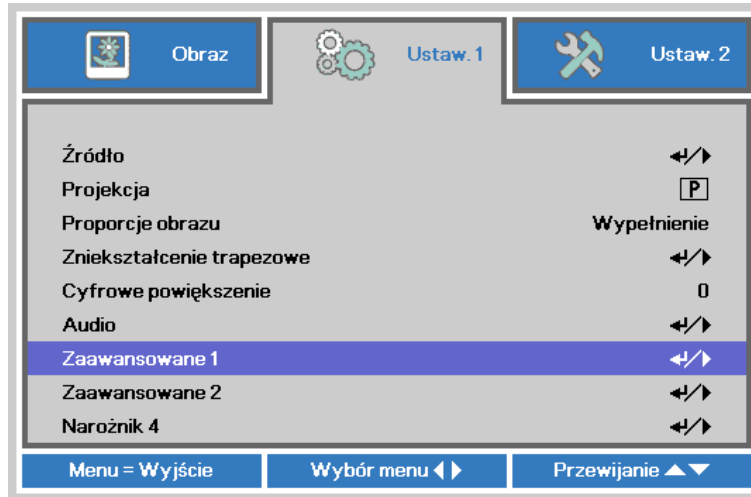 Obraz Ustaw. 1 Ustaw. 2
Źródło
Projekcja P
Proporcje obrazu Wypełnienie
Zniekształcenie trapezowe
Cyfrowe powiększenie 0
Audio
Zaawansowane 1
Zaawansowane 2
Narożnik 4
Menu = Wyjście Wybór menu Przewijanie